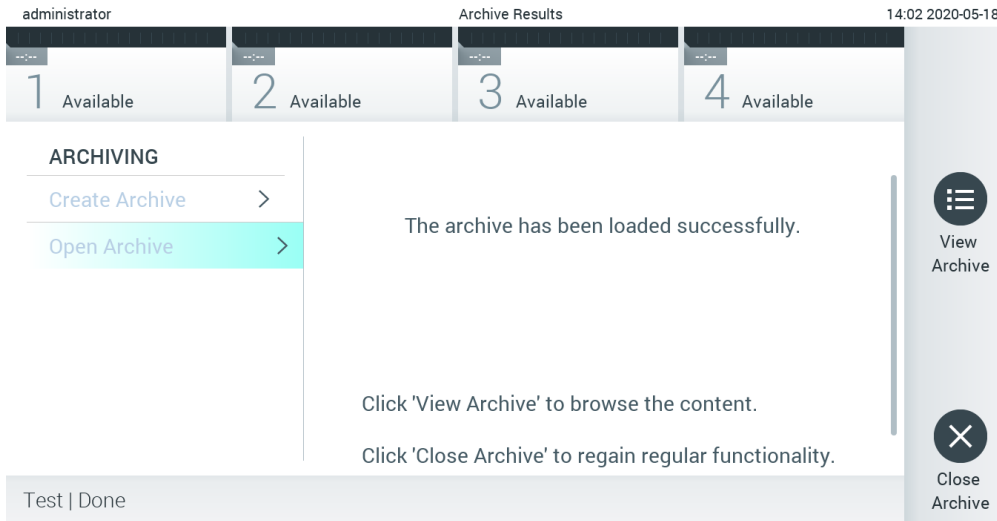 administrator Archive Results 14:02 2020-05-18
--:-- --:-- --:-- --:--
1 Available 2 Available 3 Available 4 Available
ARCHIVING
Create Archive
Open Archive
The archive has been loaded successfully.
Click 'View Archive' to browse the content.
Click 'Close Archive' to regain regular functionality.
View
Archive
Close
Archive
Test | Done